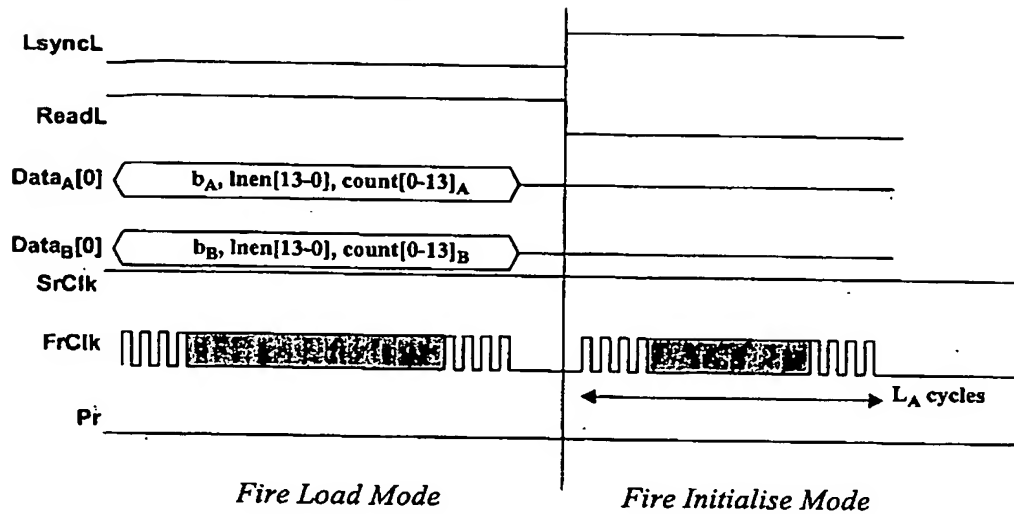 LsyncL
ReadL
DataA[0]
bA, lnen[13-0], count[0-13]A
DataB[0]
bB, lnen[13-0], count[0-13]B
SrClk
FrClk
LA cycles
Pr
Fire Load Mode
Fire Initialise Mode